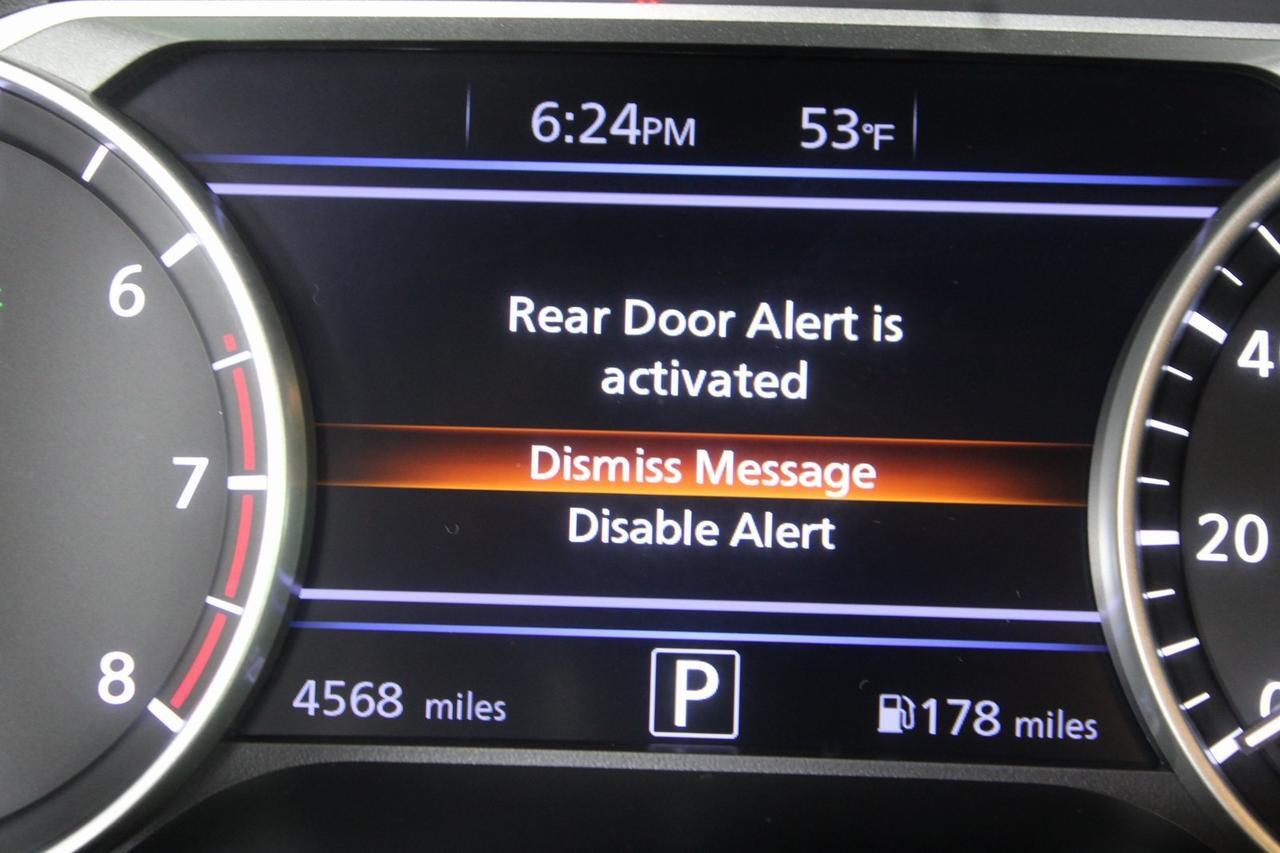 6:24PM 53°F
Rear Door Alert is
activated
Dismiss Message
Disable Alert
4568 miles P 178 miles
6
7
8
20
0